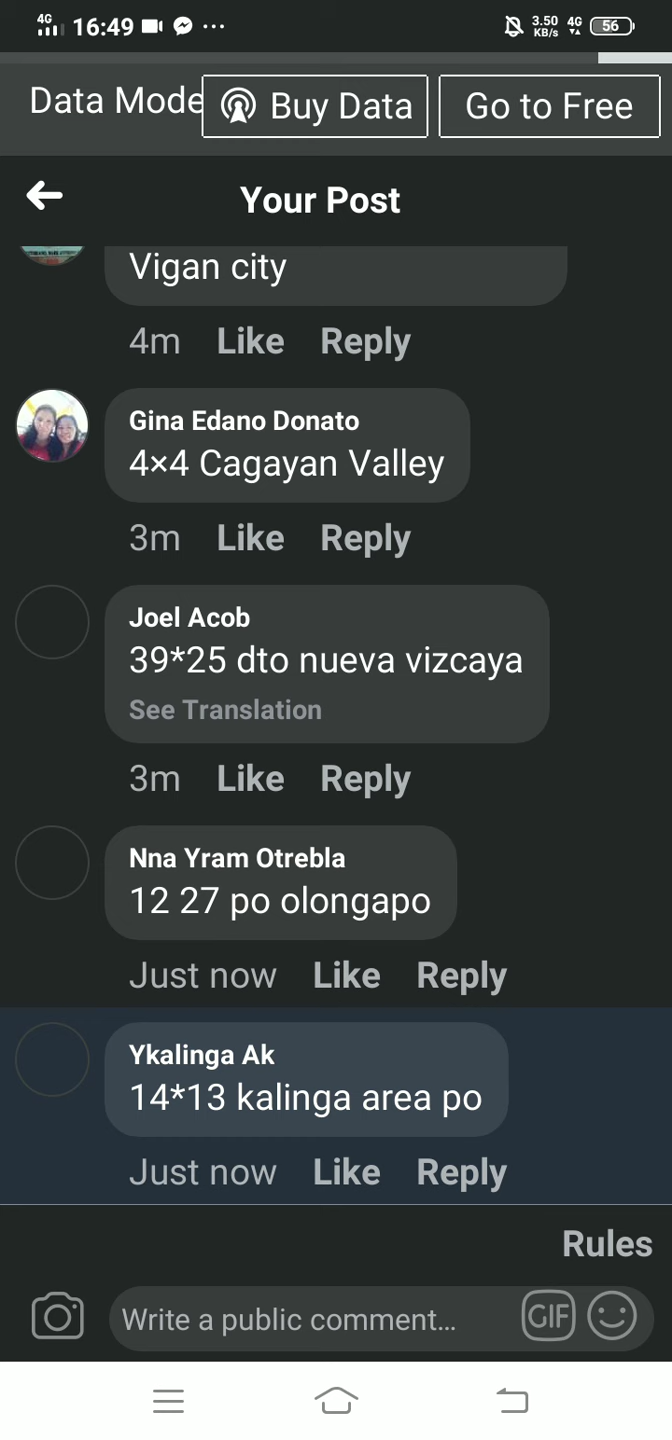 4G 16:49 ... 3.50 KB/s 4G 56
Data Mode Buy Data Go to Free
Your Post
Vigan city
4m Like Reply
Gina Edano Donato
4×4 Cagayan Valley
3m Like Reply
Joel Acob
39*25 dto nueva vizcaya
See Translation
3m Like Reply
Nna Yram Otrebla
12 27 po olongapo
Just now Like Reply
Ykalinga Ak
14*13 kalinga area po
Just now Like Reply
Rules
Write a public comment... GIF